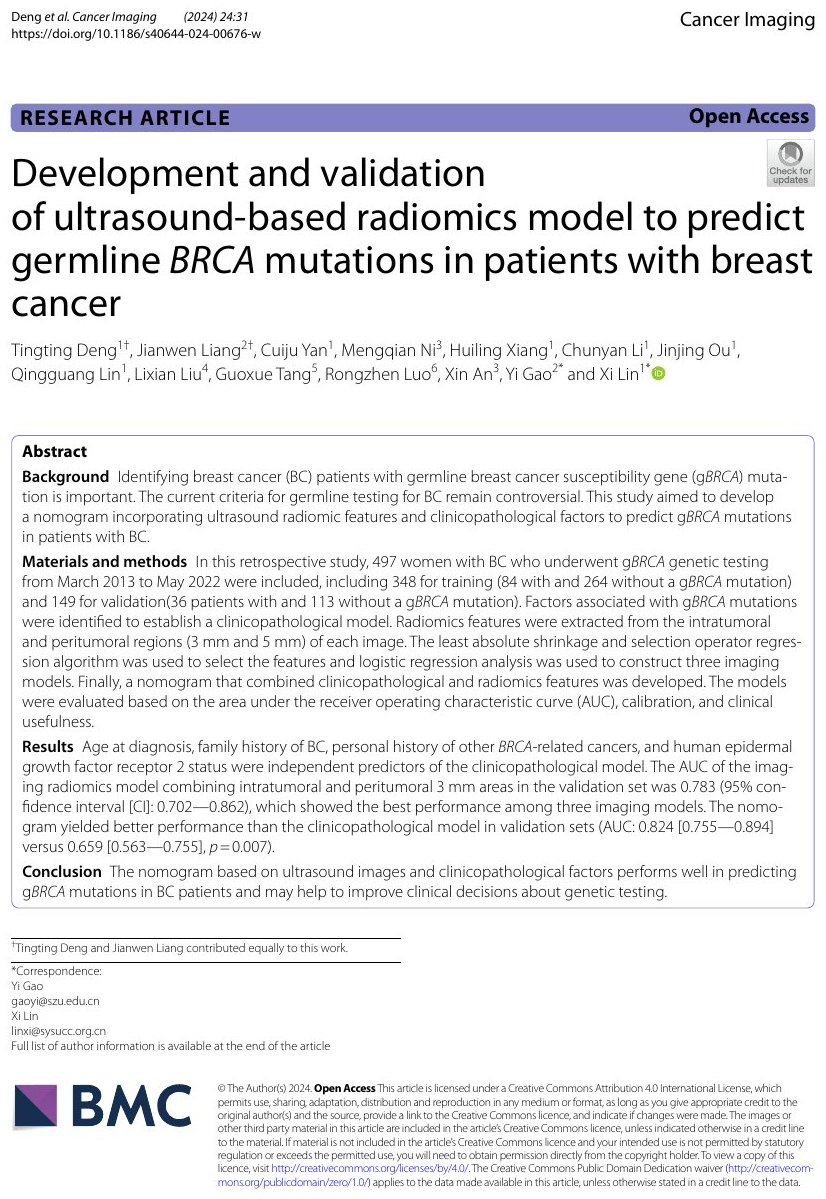 Deng et al. Cancer Imaging (2024) 24:31
https://doi.org/10.1186/s40644-024-00676-w
Cancer Imaging
RESEARCH ARTICLE
Open Access
Check for
updates
Development and validation
of ultrasound-based radiomics model to predict
germline BRCA mutations in patients with breast
cancer
Tingting Deng1†, Jianwen Liang2†, Cuiju Yan1, Mengqian Ni3, Huiling Xiang1, Chunyan Li1, Jinjing Ou1,
Qingguang Lin1, Lixian Liu4, Guoxue Tang5, Rongzhen Luo6, Xin An3, Yi Gao2* and Xi Lin1*
iD
Abstract
Background Identifying breast cancer (BC) patients with germline breast cancer susceptibility gene (gBRCA) muta-
tion is important. The current criteria for germline testing for BC remain controversial. This study aimed to develop
a nomogram incorporating ultrasound radiomic features and clinicopathological factors to predict gBRCA mutations
in patients with BC.
Materials and methods In this retrospective study, 497 women with BC who underwent gBRCA genetic testing
from March 2013 to May 2022 were included, including 348 for training (84 with and 264 without a gBRCA mutation)
and 149 for validation(36 patients with and 113 without a gBRCA mutation). Factors associated with gBRCA mutations
were identified to establish a clinicopathological model. Radiomics features were extracted from the intratumoral
and peritumoral regions (3 mm and 5 mm) of each image. The least absolute shrinkage and selection operator regres-
sion algorithm was used to select the features and logistic regression analysis was used to construct three imaging
models. Finally, a nomogram that combined clinicopathological and radiomics features was developed. The models
were evaluated based on the area under the receiver operating characteristic curve (AUC), calibration, and clinical
usefulness.
Results Age at diagnosis, family history of BC, personal history of other BRCA-related cancers, and human epidermal
growth factor receptor 2 status were independent predictors of the clinicopathological model. The AUC of the imag-
ing radiomics model combining intratumoral and peritumoral 3 mm areas in the validation set was 0.783 (95% con-
fidence interval [CI]: 0.702—0.862), which showed the best performance among three imaging models. The nomo-
gram yielded better performance than the clinicopathological model in validation sets (AUC: 0.824 [0.755—0.894]
versus 0.659 [0.563—0.755], p = 0.007).
Conclusion The nomogram based on ultrasound images and clinicopathological factors performs well in predicting
gBRCA mutations in BC patients and may help to improve clinical decisions about genetic testing.
†Tingting Deng and Jianwen Liang contributed equally to this work.
*Correspondence:
Yi Gao
gaoyi@szu.edu.cn
Xi Lin
linxi@sysucc.org.cn
Full list of author information is available at the end of the article
BMC
© The Author(s) 2024. Open Access This article is licensed under a Creative Commons Attribution 4.0 International License, which
permits use, sharing, adaptation, distribution and reproduction in any medium or format, as long as you give appropriate credit to the
original author(s) and the source, provide a link to the Creative Commons licence, and indicate if changes were made. The images or
other third party material in this article are included in the article's Creative Commons licence, unless indicated otherwise in a credit line
to the material. If material is not included in the article's Creative Commons licence and your intended use is not permitted by statutory
regulation or exceeds the permitted use, you will need to obtain permission directly from the copyright holder. To view a copy of this
licence, visit http://creativecommons.org/licenses/by/4.0/. The Creative Commons Public Domain Dedication waiver (http://creativecom-
mons.org/publicdomain/zero/1.0/) applies to the data made available in this article, unless otherwise stated in a credit line to the data.